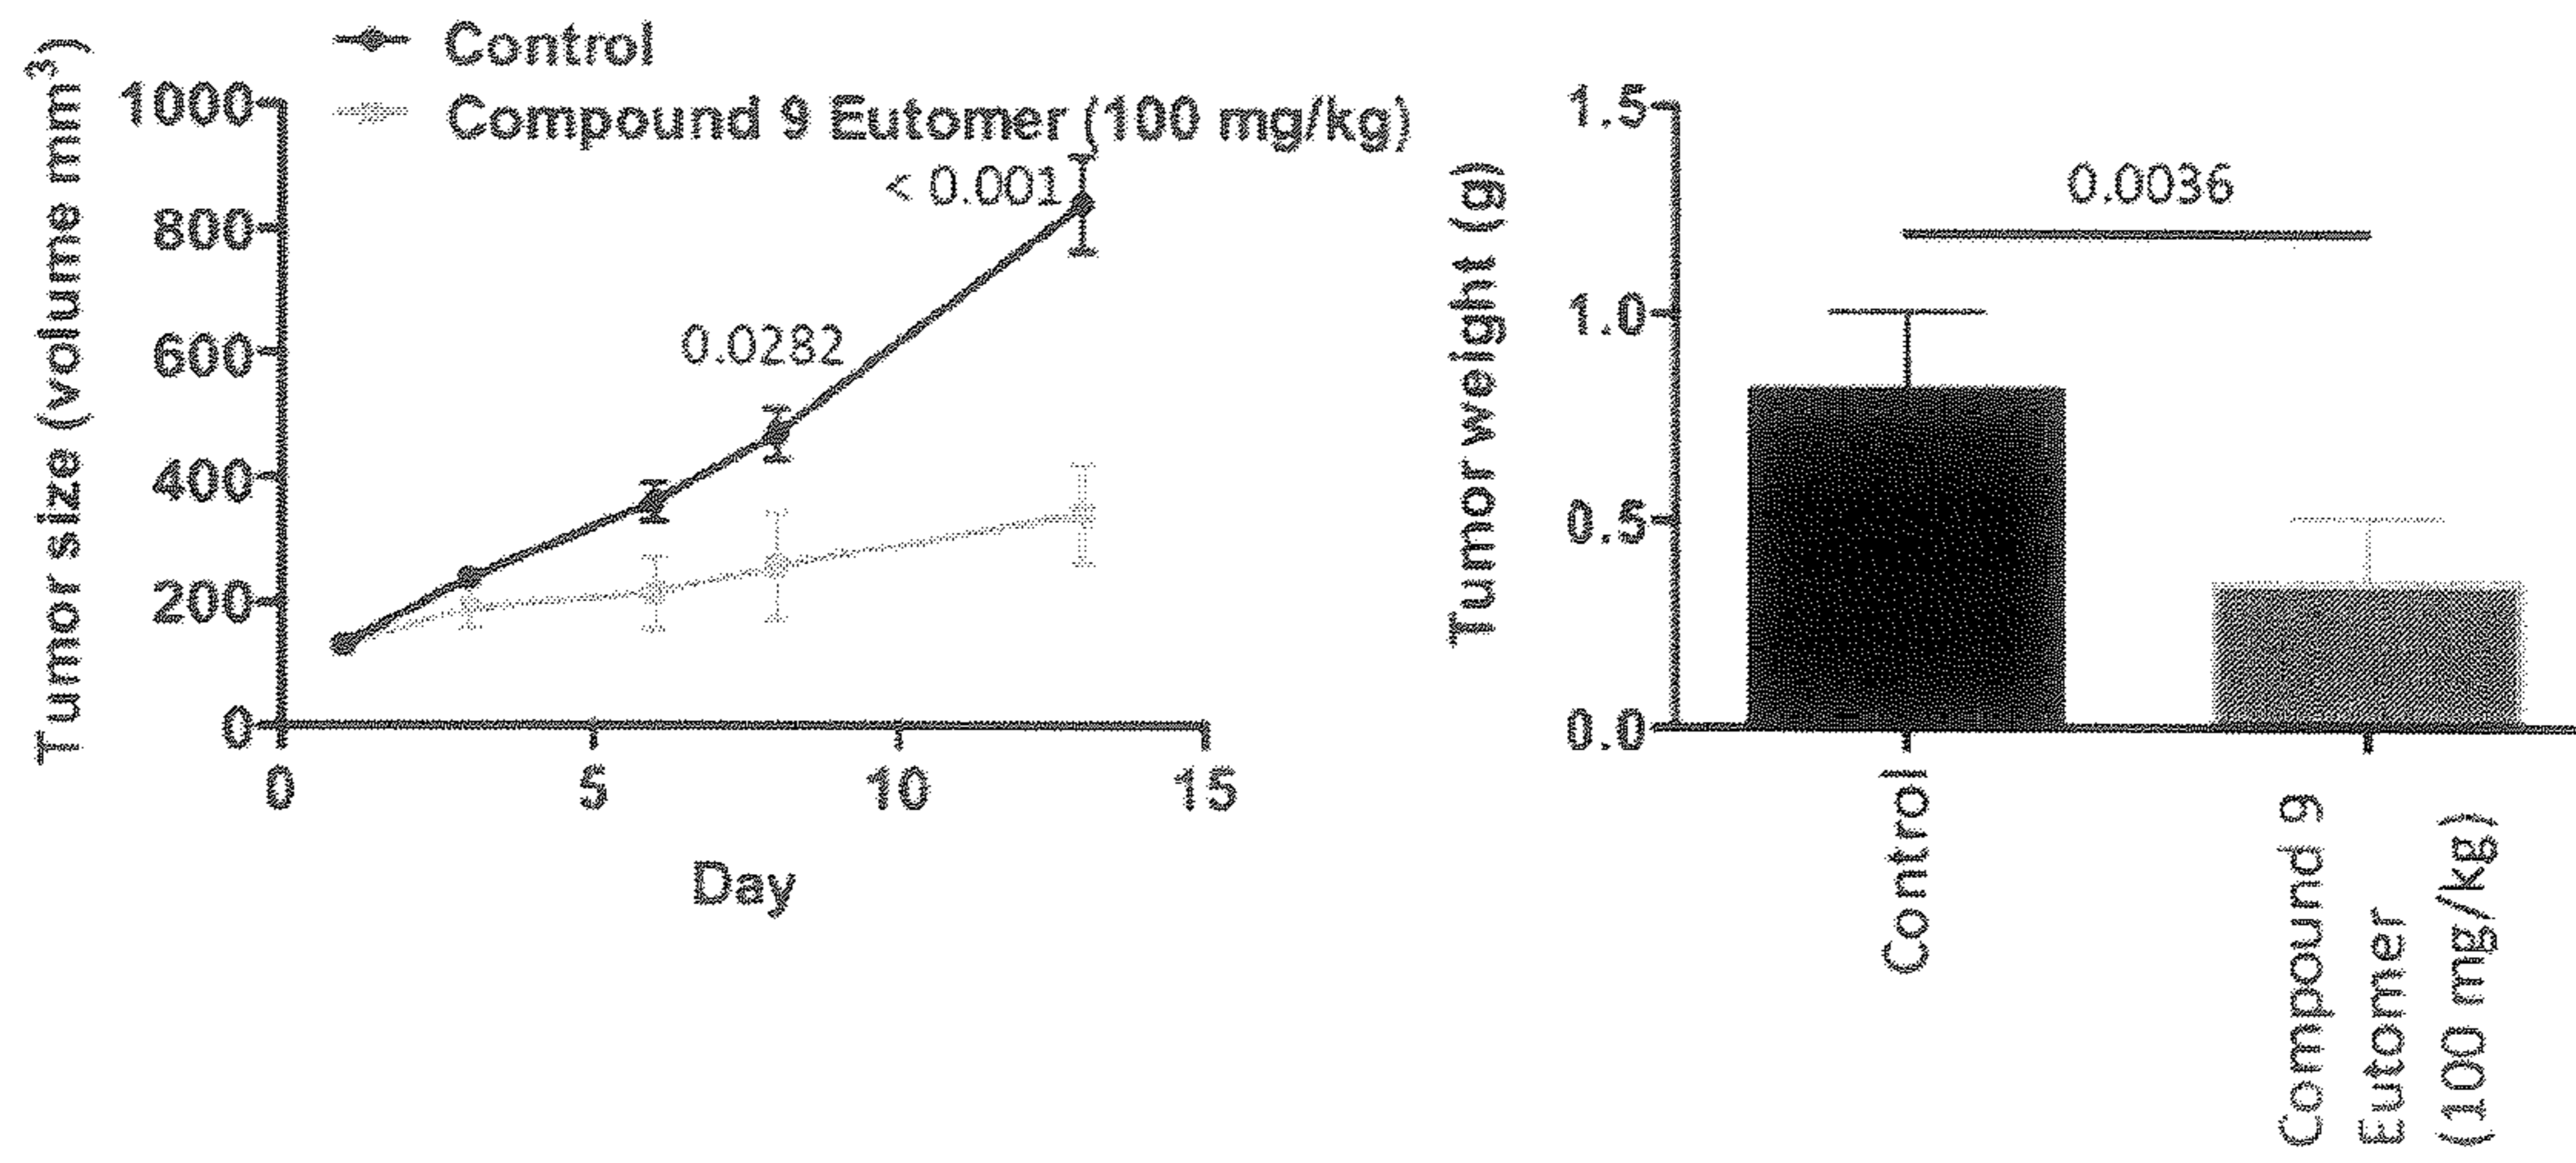 Control
Compound 9 Eutomer (100 mg/kg)
Tumor size (volume mm³)
1000
800
600
400
200
0
< 0.001
0.0282
0
5
10
15
Day
Tumor weight (g)
1.5
1.0
0.5
0.0
0.0036
Control
Compound 9
Eutomer
(100 mg/kg)